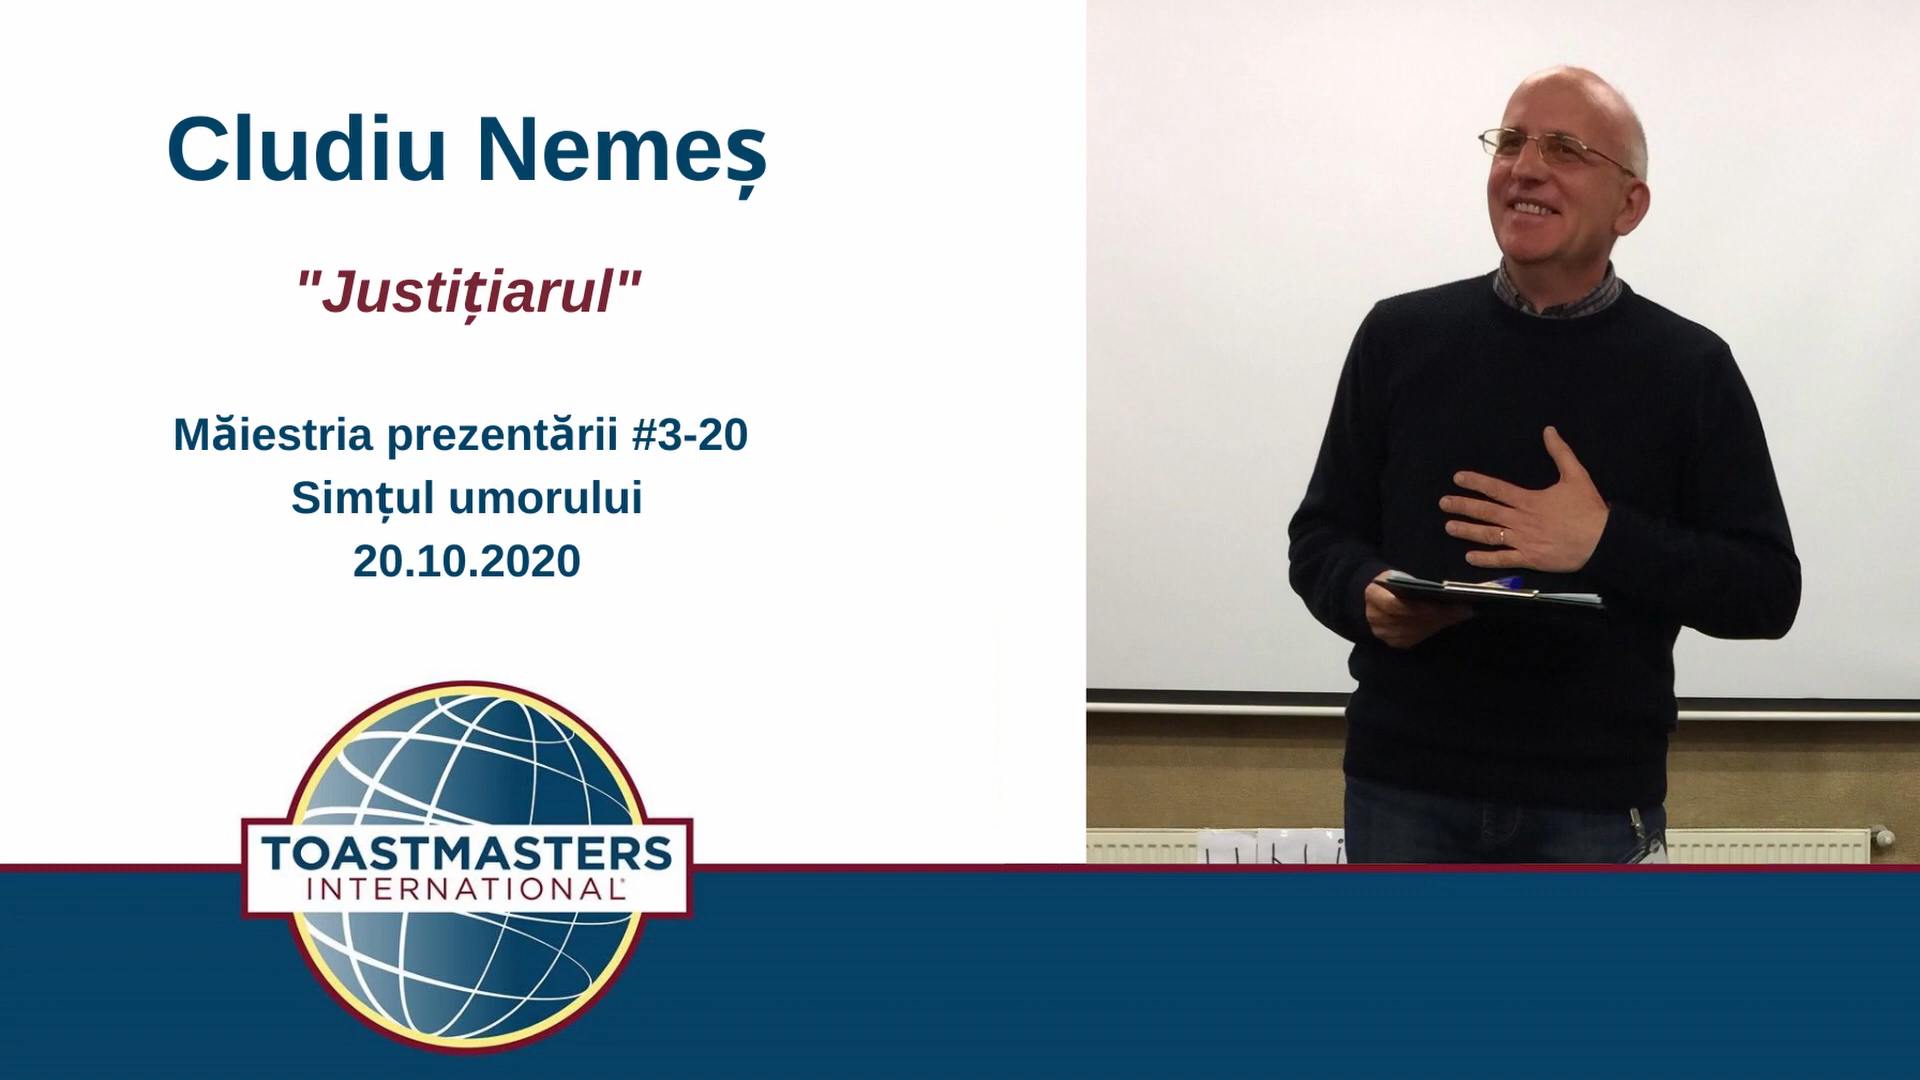 Cludiu Nemeș
"Justițiarul"
Măiestria prezentării #3-20
Simțul umorului
20.10.2020
TOASTMASTERS
INTERNATIONAL